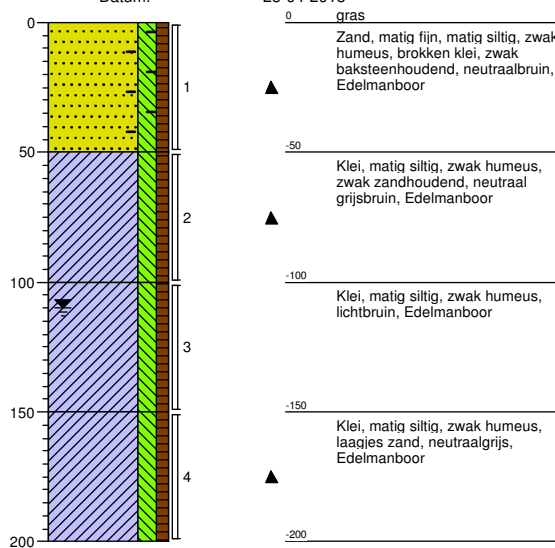 0
gras
Zand, matig fijn, matig siltig, zwak
humeus, brokken klei, zwak
baksteenhoudend, neutraalbruin,
Edelmanboor
1
50
-50
Klei, matig siltig, zwak humeus,
zwak zandhoudend, neutraal
grijsbruin, Edelmanboor
2
100
-100
Klei, matig siltig, zwak humeus,
lichtbruin, Edelmanboor
3
150
-150
Klei, matig siltig, zwak humeus,
laagjes zand, neutraalgrijs,
Edelmanboor
4
200
-200